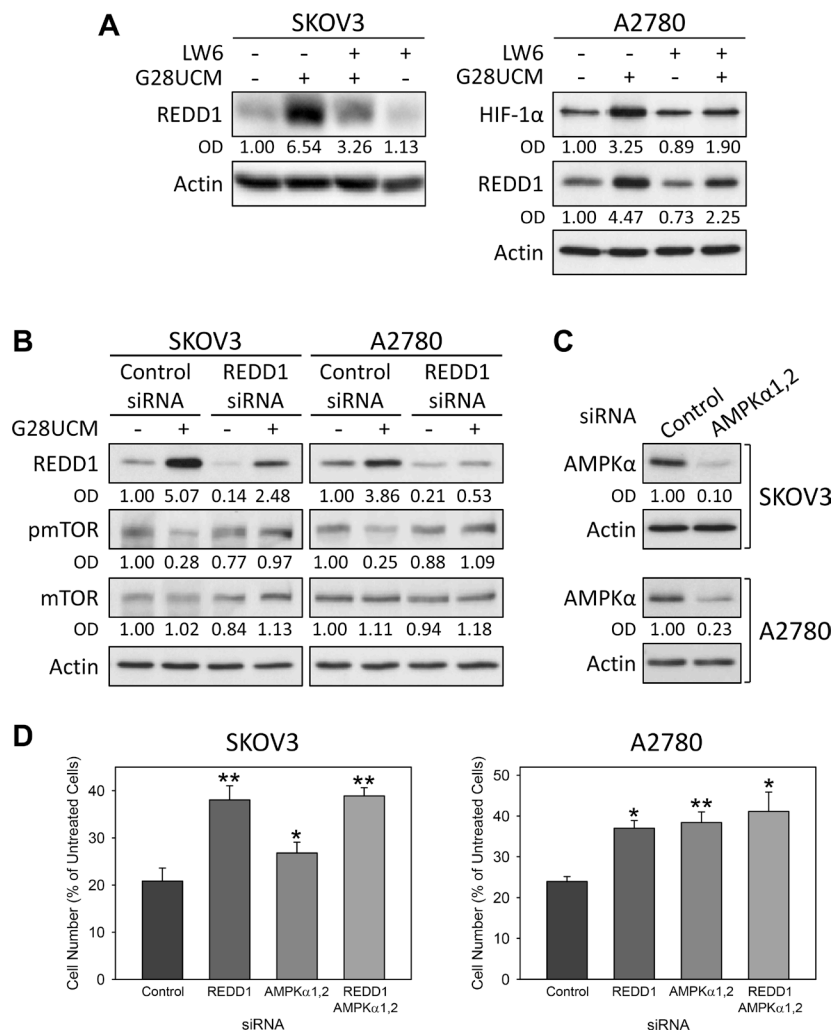 A
SKOV3
LW6 - - + +
G28UCM - + + -
REDD1
OD 1.00 6.54 3.26 1.13
Actin
A2780
LW6 - - + +
G28UCM - + - +
HIF-1α
OD 1.00 3.25 0.89 1.90
REDD1
OD 1.00 4.47 0.73 2.25
Actin
B
SKOV3 A2780
Control REDD1 Control REDD1
siRNA siRNA siRNA siRNA
G28UCM - + - + - + - +
REDD1
OD 1.00 5.07 0.14 2.48 1.00 3.86 0.21 0.53
pmTOR
OD 1.00 0.28 0.77 0.97 1.00 0.25 0.88 1.09
mTOR
OD 1.00 1.02 0.84 1.13 1.00 1.11 0.94 1.18
Actin
C
siRNA Control AMPKα1,2
AMPKα
OD 1.00 0.10
Actin
SKOV3
AMPKα
OD 1.00 0.23
Actin
A2780
D
SKOV3
Cell Number (% of Untreated Cells)
40
30
20
10
0
** * **
Control REDD1 AMPKα1,2 REDD1
AMPKα1,2
siRNA
A2780
Cell Number (% of Untreated Cells)
50
40
30
20
10
0
* ** *
Control REDD1 AMPKα1,2 REDD1
AMPKα1,2
siRNA